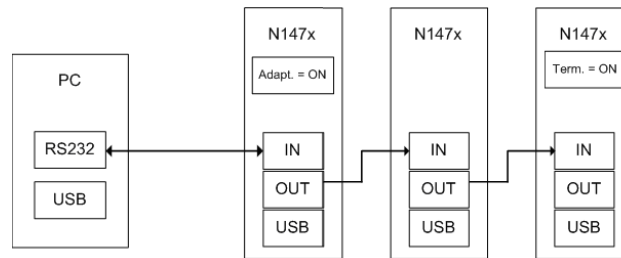 PC
RS232
USB
N147x
Adapt. = ON
IN
OUT
USB
N147x
IN
OUT
USB
N147x
Term. = ON
IN
OUT
USB